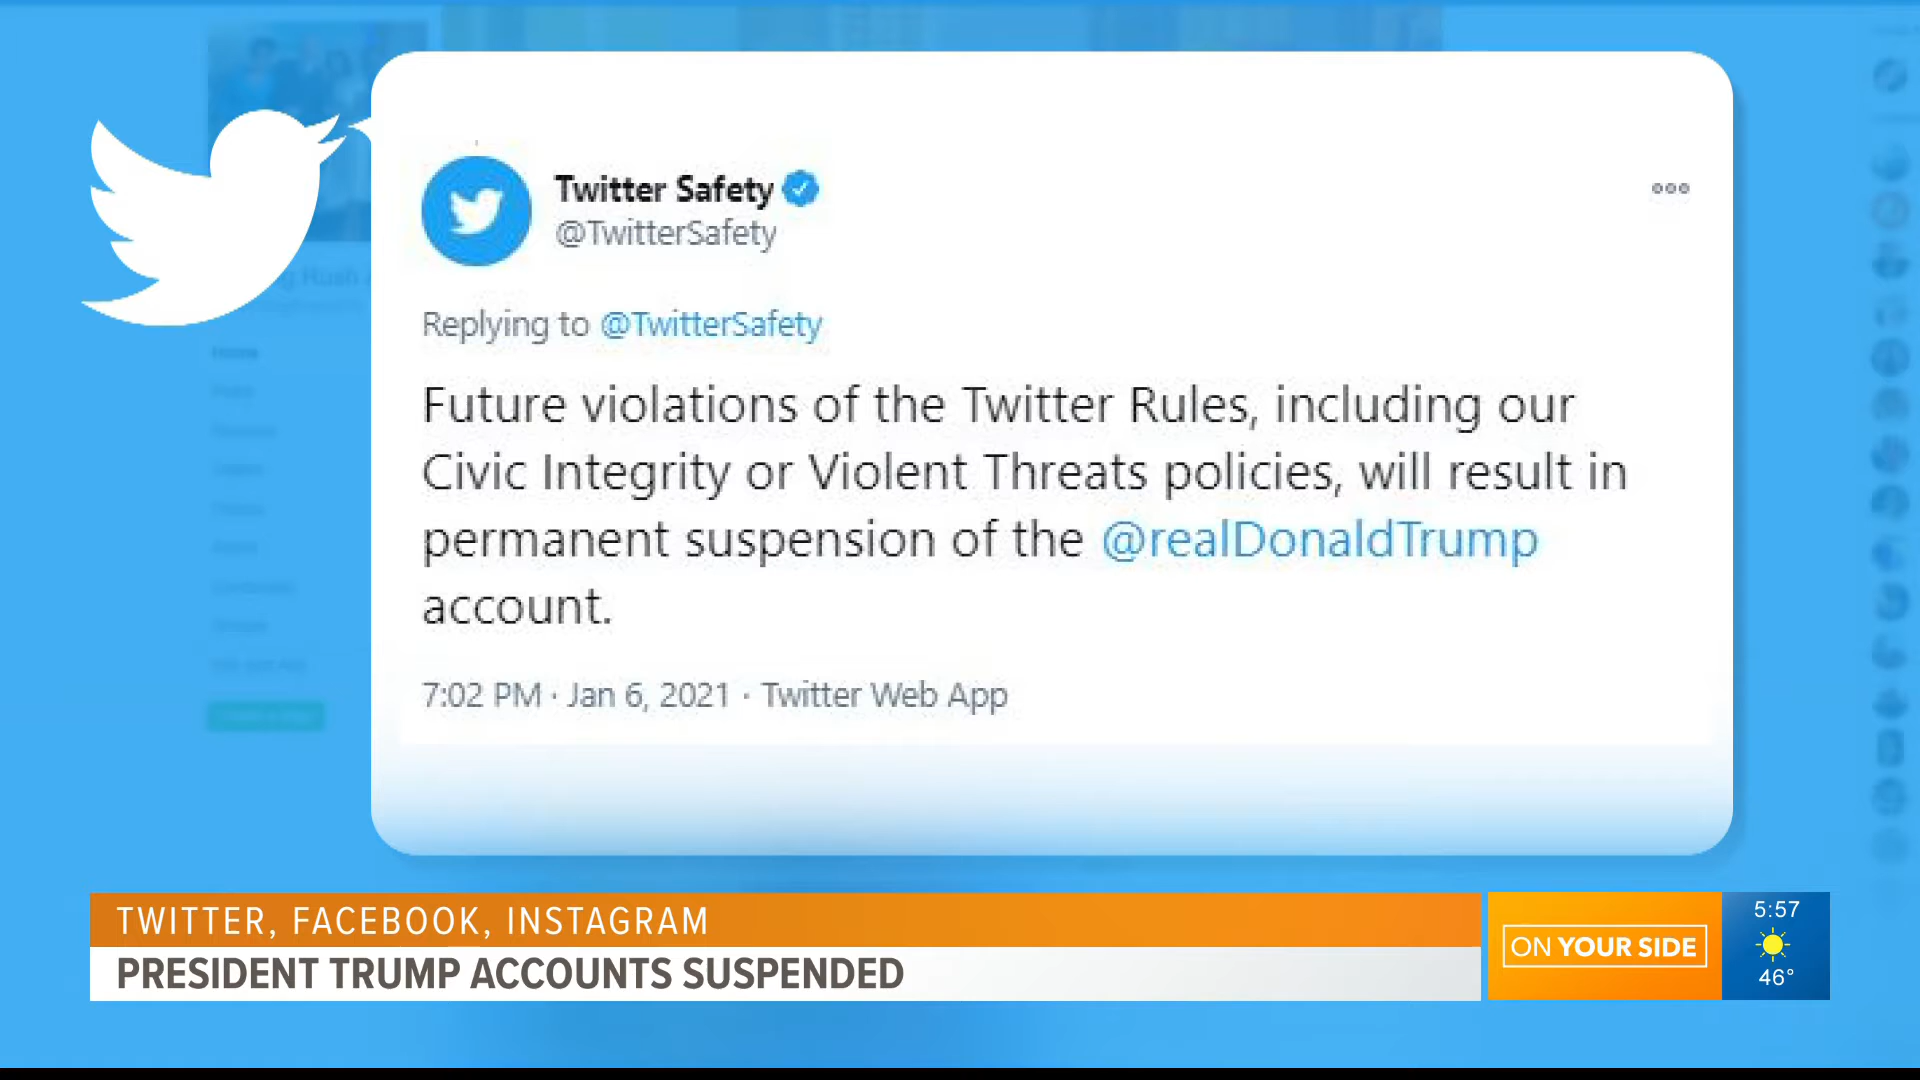 Twitter Safety
@TwitterSafety
Replying to @TwitterSafety
Future violations of the Twitter Rules, including our
Civic Integrity or Violent Threats policies, will result in
permanent suspension of the @realDonaldTrump
account.
7:02 PM · Jan 6, 2021 · Twitter Web App
TWITTER, FACEBOOK, INSTAGRAM
PRESIDENT TRUMP ACCOUNTS SUSPENDED
ON YOUR SIDE
5:57
46°